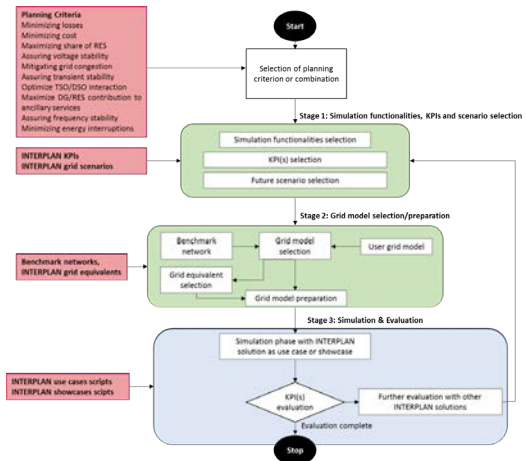 Planning Criteria
Minimizing losses
Minimizing cost
Maximizing share of RES
Assuring voltage stability
Mitigating grid congestion
Assuring transient stability
Optimize TSO/DSO interaction
Maximize DG/RES contribution to
ancillary services
Assuring frequency stability
Minimizing energy interruptions
Start
Selection of planning
criterion or combination
Stage 1: Simulation functionalities, KPIs and scenario selection
INTERPLAN KPIs
INTERPLAN grid scenarios
Simulation functionalities selection
KPI(s) selection
Future scenario selection
Stage 2: Grid model selection/preparation
Benchmark networks,
INTERPLAN grid equivalents
Benchmark
network
Grid model
selection
User grid model
Grid equivalent
selection
Grid model preparation
Stage 3: Simulation & Evaluation
Simulation phase with INTERPLAN
solution as use case or showcase
INTERPLAN use cases scripts
INTERPLAN showcases scipts
KPI(s)
evaluation
Further evaluation with other
INTERPLAN solutions
Evaluation complete
Stop